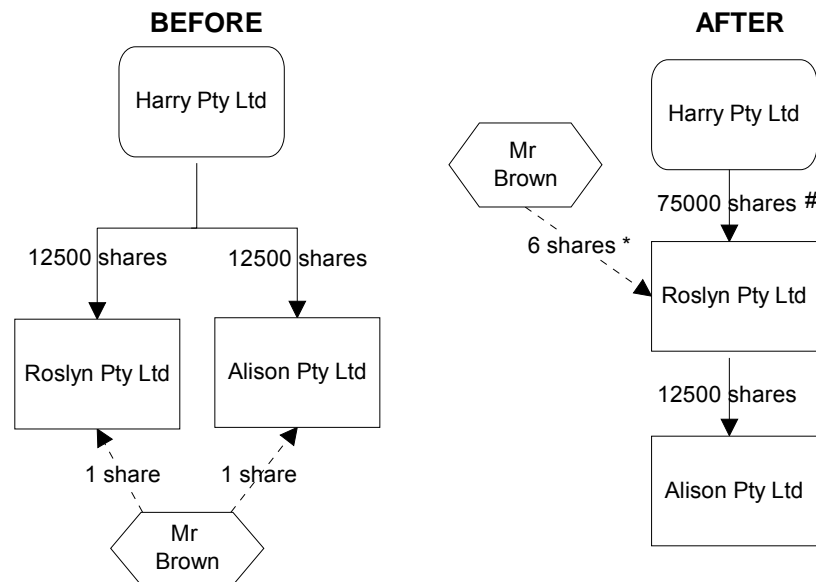 BEFORE
Harry Pty Ltd
12500 shares
12500 shares
Roslyn Pty Ltd
Alison Pty Ltd
1 share
1 share
Mr
Brown
AFTER
Harry Pty Ltd
Mr
Brown
75000 shares #
6 shares *
Roslyn Pty Ltd
12500 shares
Alison Pty Ltd